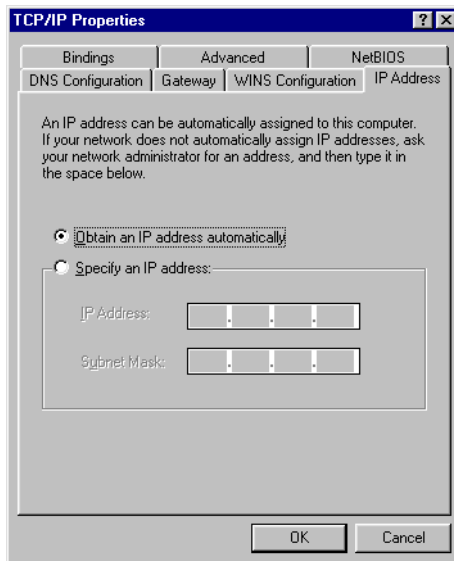 TCP/IP Properties
Bindings Advanced NetBIOS
DNS Configuration Gateway WINS Configuration IP Address
An IP address can be automatically assigned to this computer.
If your network does not automatically assign IP addresses, ask
your network administrator for an address, and then type it in
the space below.
Obtain an IP address automatically
Specify an IP address:
IP Address:
Subnet Mask:
OK Cancel